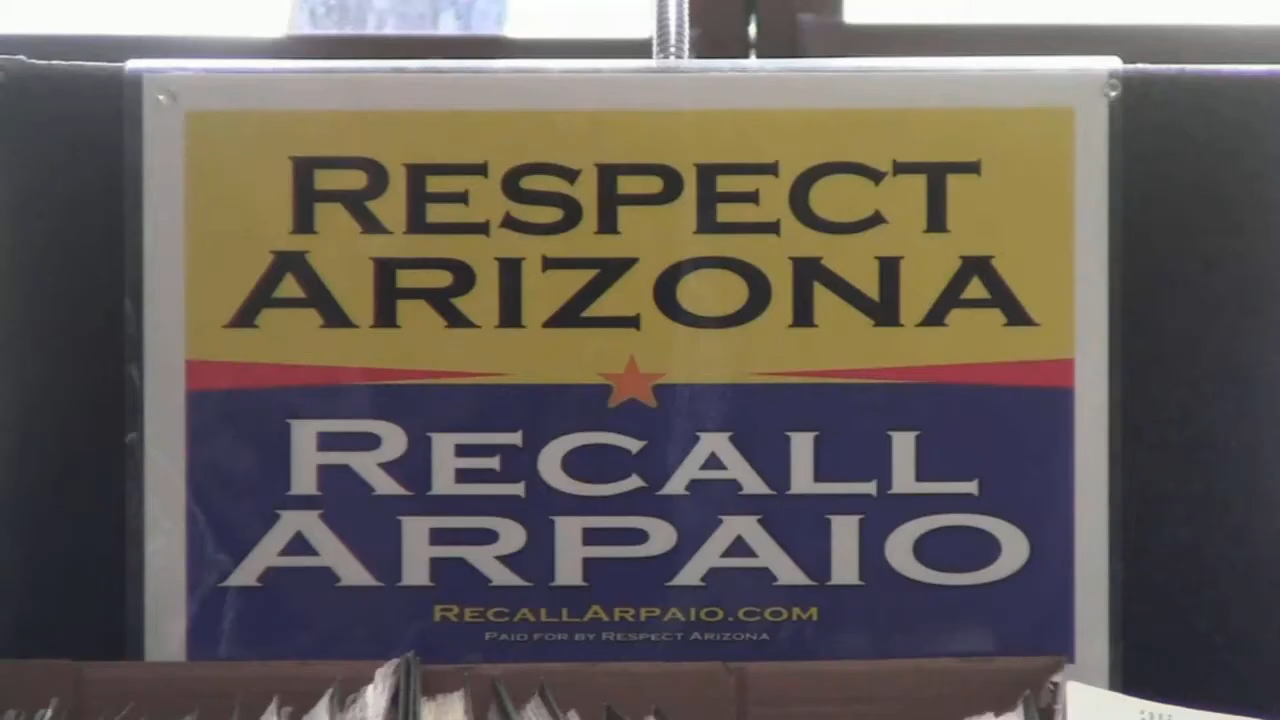 RESPECT
ARIZONA
RECALL
ARPAIO
RECALLARPAIO.COM
PAID FOR BY RESPECT ARIZONA